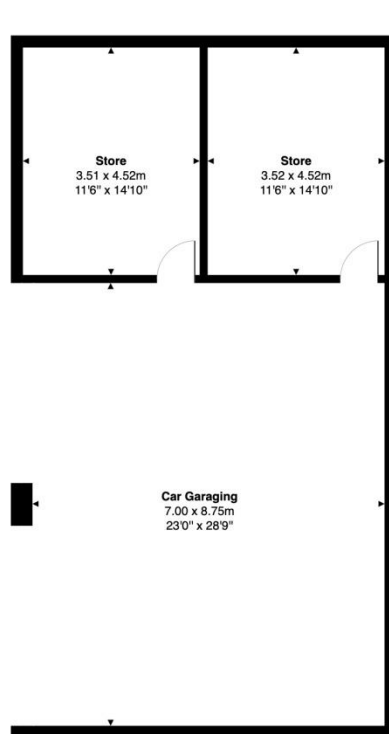 Store
3.51 x 4.52m
11'6" x 14'10"
Store
3.52 x 4.52m
11'6" x 14'10"
Car Garaging
7.00 x 8.75m
23'0" x 28'9"